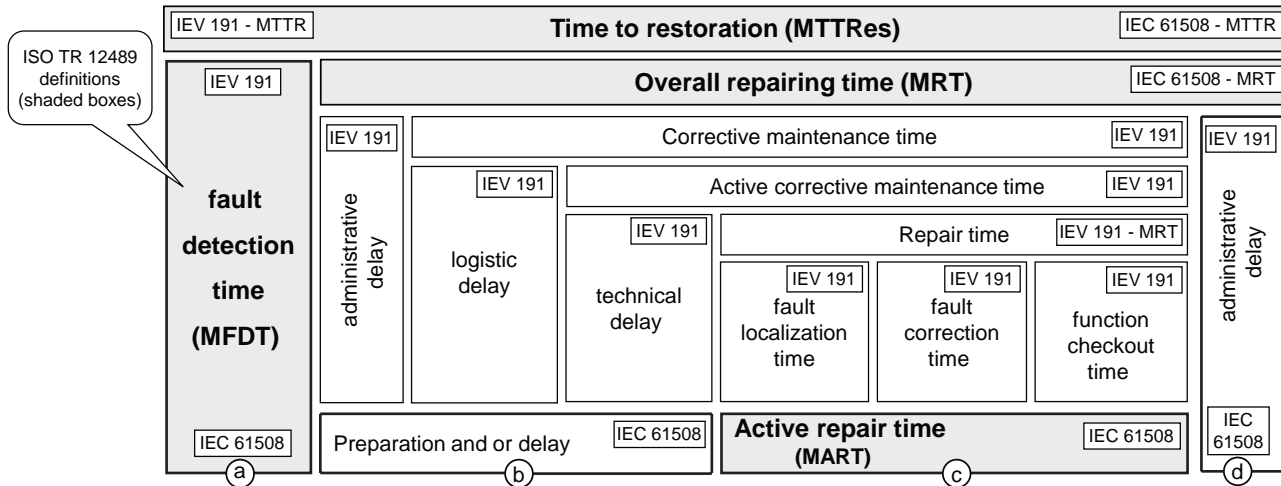 IEV 191 - MTTR
Time to restoration (MTTRes)
IEC 61508 - MTTR
ISO TR 12489
definitions
(shaded boxes)
IEV 191
fault
detection
time
(MFDT)
IEC 61508
a
Overall repairing time (MRT)
IEC 61508 - MRT
IEV 191
administrative
delay
Corrective maintenance time
IEV 191
IEV 191
logistic
delay
Active corrective maintenance time
IEV 191
IEV 191
technical
delay
Repair time
IEV 191 - MRT
IEV 191
fault
localization
time
IEV 191
fault
correction
time
IEV 191
function
checkout
time
IEV 191
administrative
delay
IEC
61508
d
Preparation and or delay
IEC 61508
b
Active repair time
(MART)
IEC 61508
c